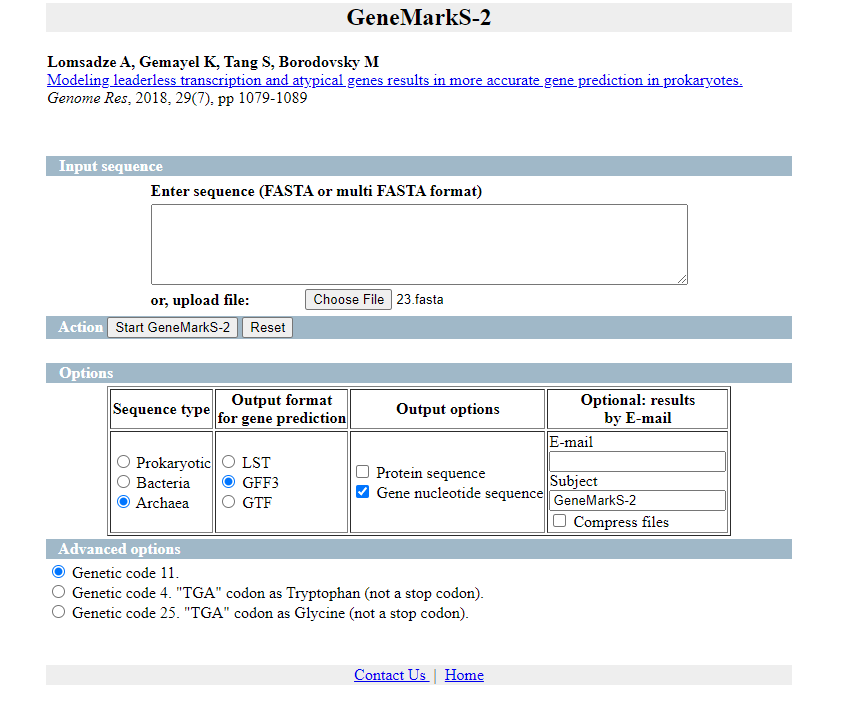 GeneMarkS-2
Lomsadze A, Gemayel K, Tang S, Borodovsky M
Modeling leaderless transcription and atypical genes results in more accurate gene prediction in prokaryotes.
Genome Res, 2018, 29(7), pp 1079-1089
Input sequence
Enter sequence (FASTA or multi FASTA format)
or, upload file: Choose File 23.fasta
Action Start GeneMarkS-2 Reset
Options
Sequence type
Output format
for gene prediction
Output options
Optional: results
by E-mail
Prokaryotic
Bacteria
Archaea
LST
GFF3
GTF
Protein sequence
Gene nucleotide sequence
E-mail
Subject
GeneMarkS-2
Compress files
Advanced options
Genetic code 11.
Genetic code 4. "TGA" codon as Tryptophan (not a stop codon).
Genetic code 25. "TGA" codon as Glycine (not a stop codon).
Contact Us | Home